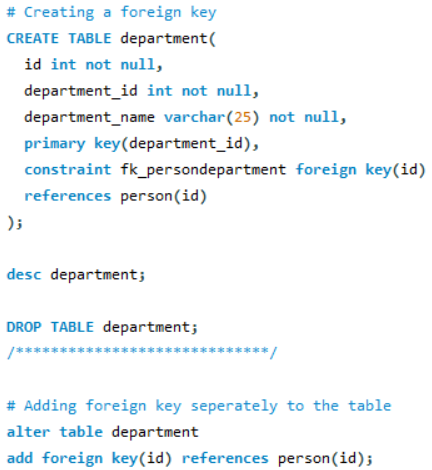 # Creating a foreign key
CREATE TABLE department(
  id int not null,
  department_id int not null,
  department_name varchar(25) not null,
  primary key(department_id),
  constraint fk_persondepartment foreign key(id)
  references person(id)
);

desc department;

DROP TABLE department;
/*****************************/

# Adding foreign key seperately to the table
alter table department
add foreign key(id) references person(id);